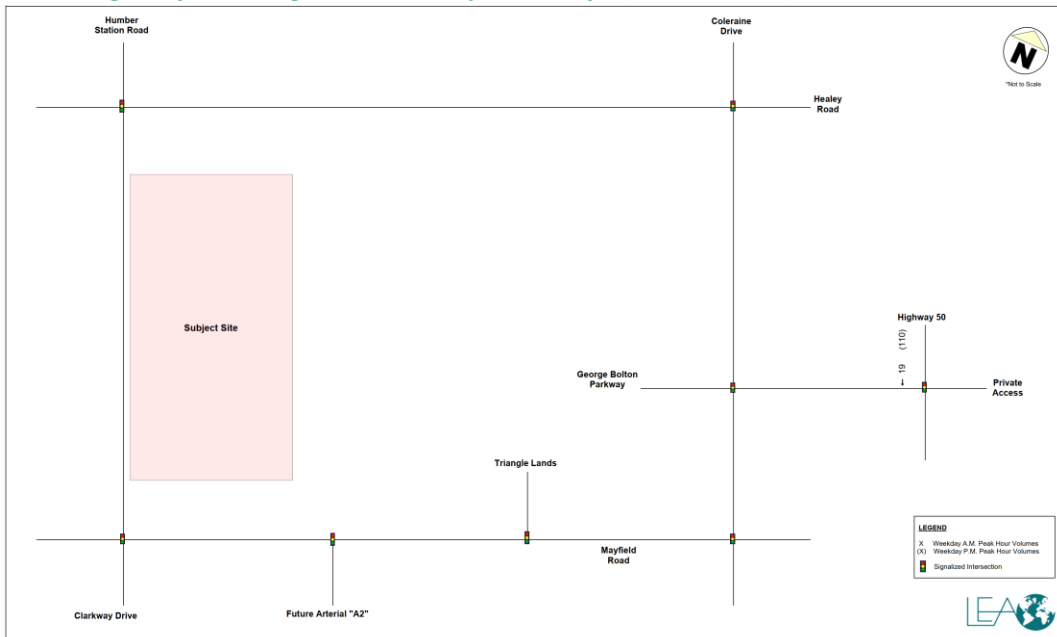 Humber
Station Road
Coleraine
Drive
N
*Not to Scale
Healey
Road
Subject Site
Highway 50
19 (110)
George Bolton
Parkway
Private
Access
Triangle Lands
Mayfield
Road
LEGEND
X Weekday A.M. Peak Hour Volumes
(X) Weekday P.M. Peak Hour Volumes
Signalized Intersection
Clarkway Drive
Future Arterial "A2"
LEA